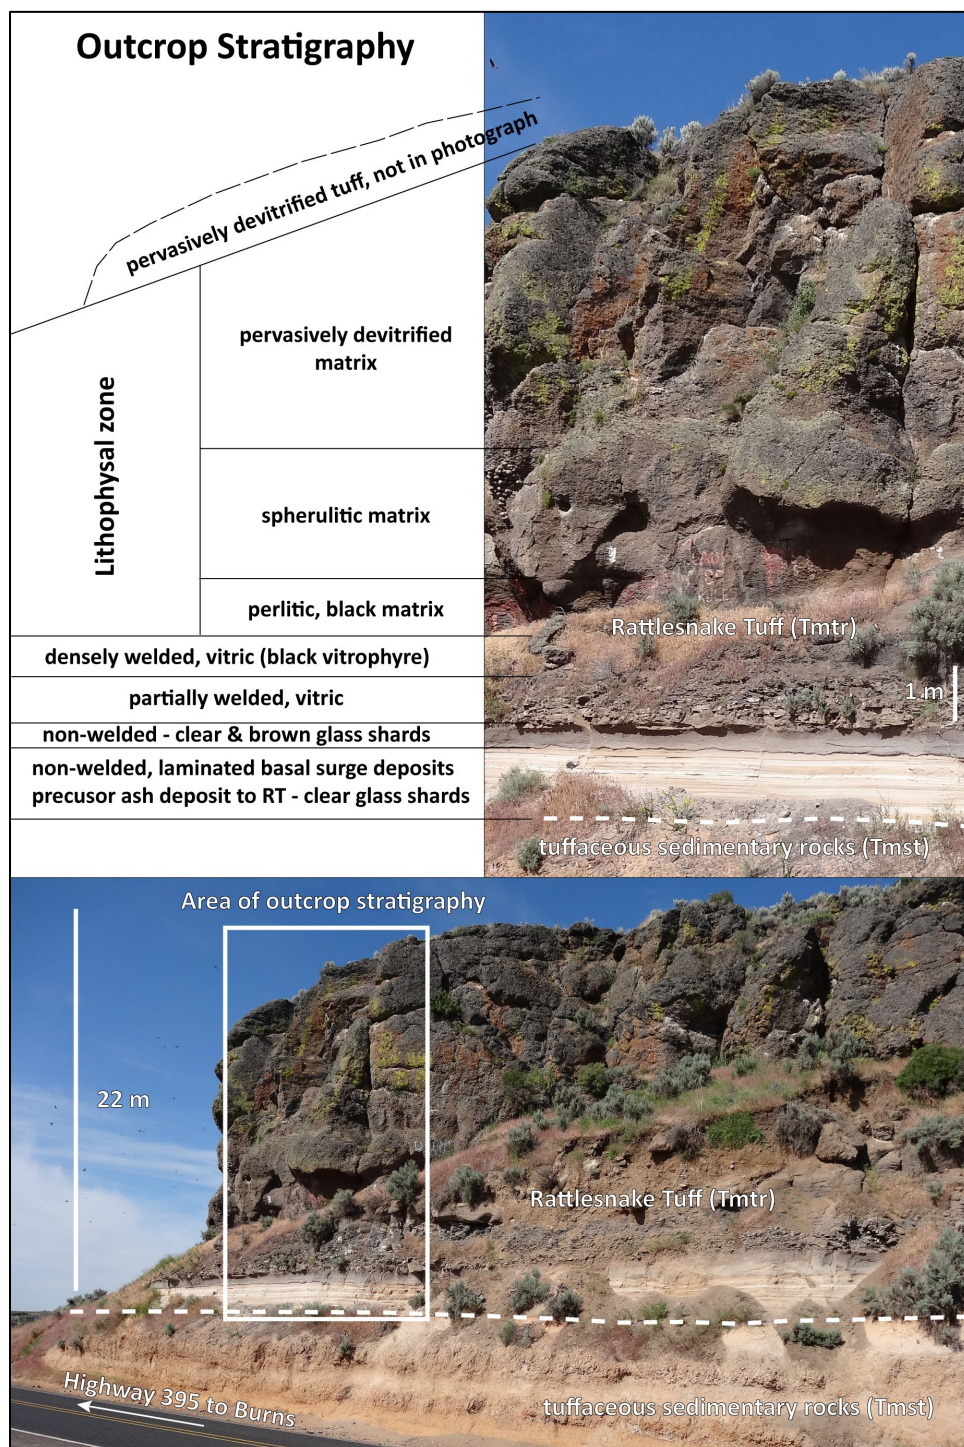 Outcrop Stratigraphy
pervasively devitrified tuff, not in photograph
pervasively devitrified
matrix
Lithophysal zone
spherulitic matrix
perlitic, black matrix
densely welded, vitric (black vitrophyre)
partially welded, vitric
non-welded - clear & brown glass shards
non-welded, laminated basal surge deposits
precusor ash deposit to RT - clear glass shards
Rattlesnake Tuff (Tmtr)
1 m
tuffaceous sedimentary rocks (Tmst)
Area of outcrop stratigraphy
22 m
Rattlesnake Tuff (Tmtr)
Highway 395 to Burns
tuffaceous sedimentary rocks (Tmst)